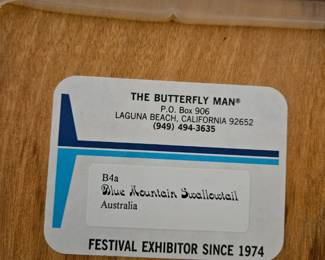 THE BUTTERFLY MAN®
P.O. Box 906
LAGUNA BEACH, CALIFORNIA 92652
(949) 494-3635
B4a
Blue Mountain Swallowtail
Australia
FESTIVAL EXHIBITOR SINCE 1974